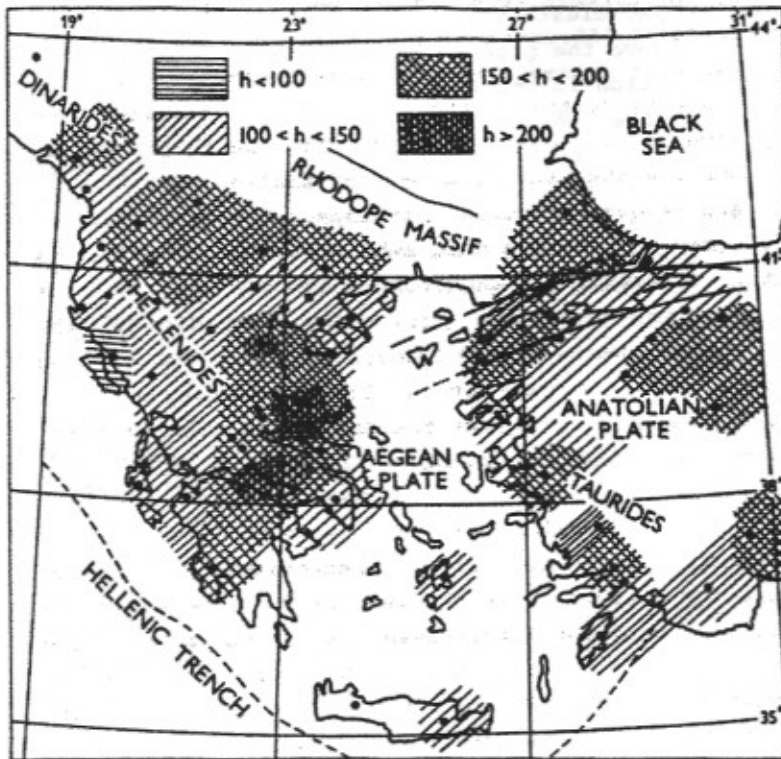 19° 23° 27° 31°
44°
h < 100
150 < h < 200
100 < h < 150
h > 200
DINARIDES
BLACK
SEA
RHODOPE MASSIF
41°
HELLENIDES
ANATOLIAN
PLATE
AEGEAN
PLATE
TAURIDES
HELLENIC TRENCH
35°